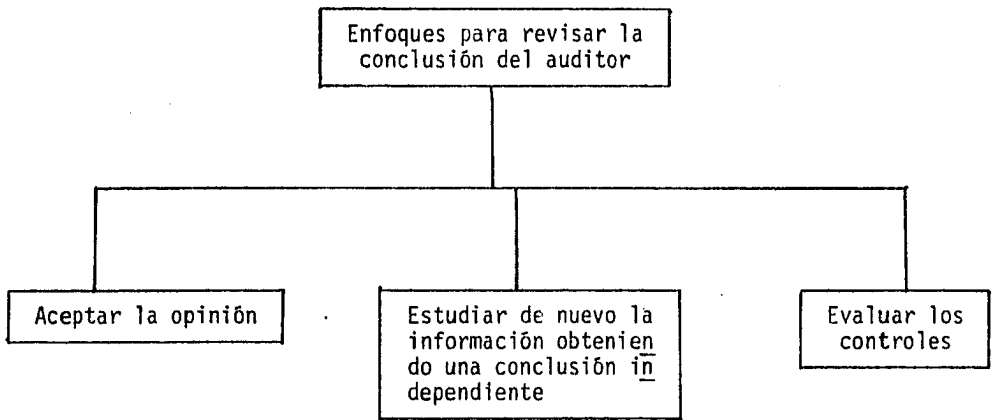 Enfoques para revisar la
conclusión del auditor
Aceptar la opinión
Estudiar de nuevo la
información obtenien
do una conclusión in
dependiente
Evaluar los
controles